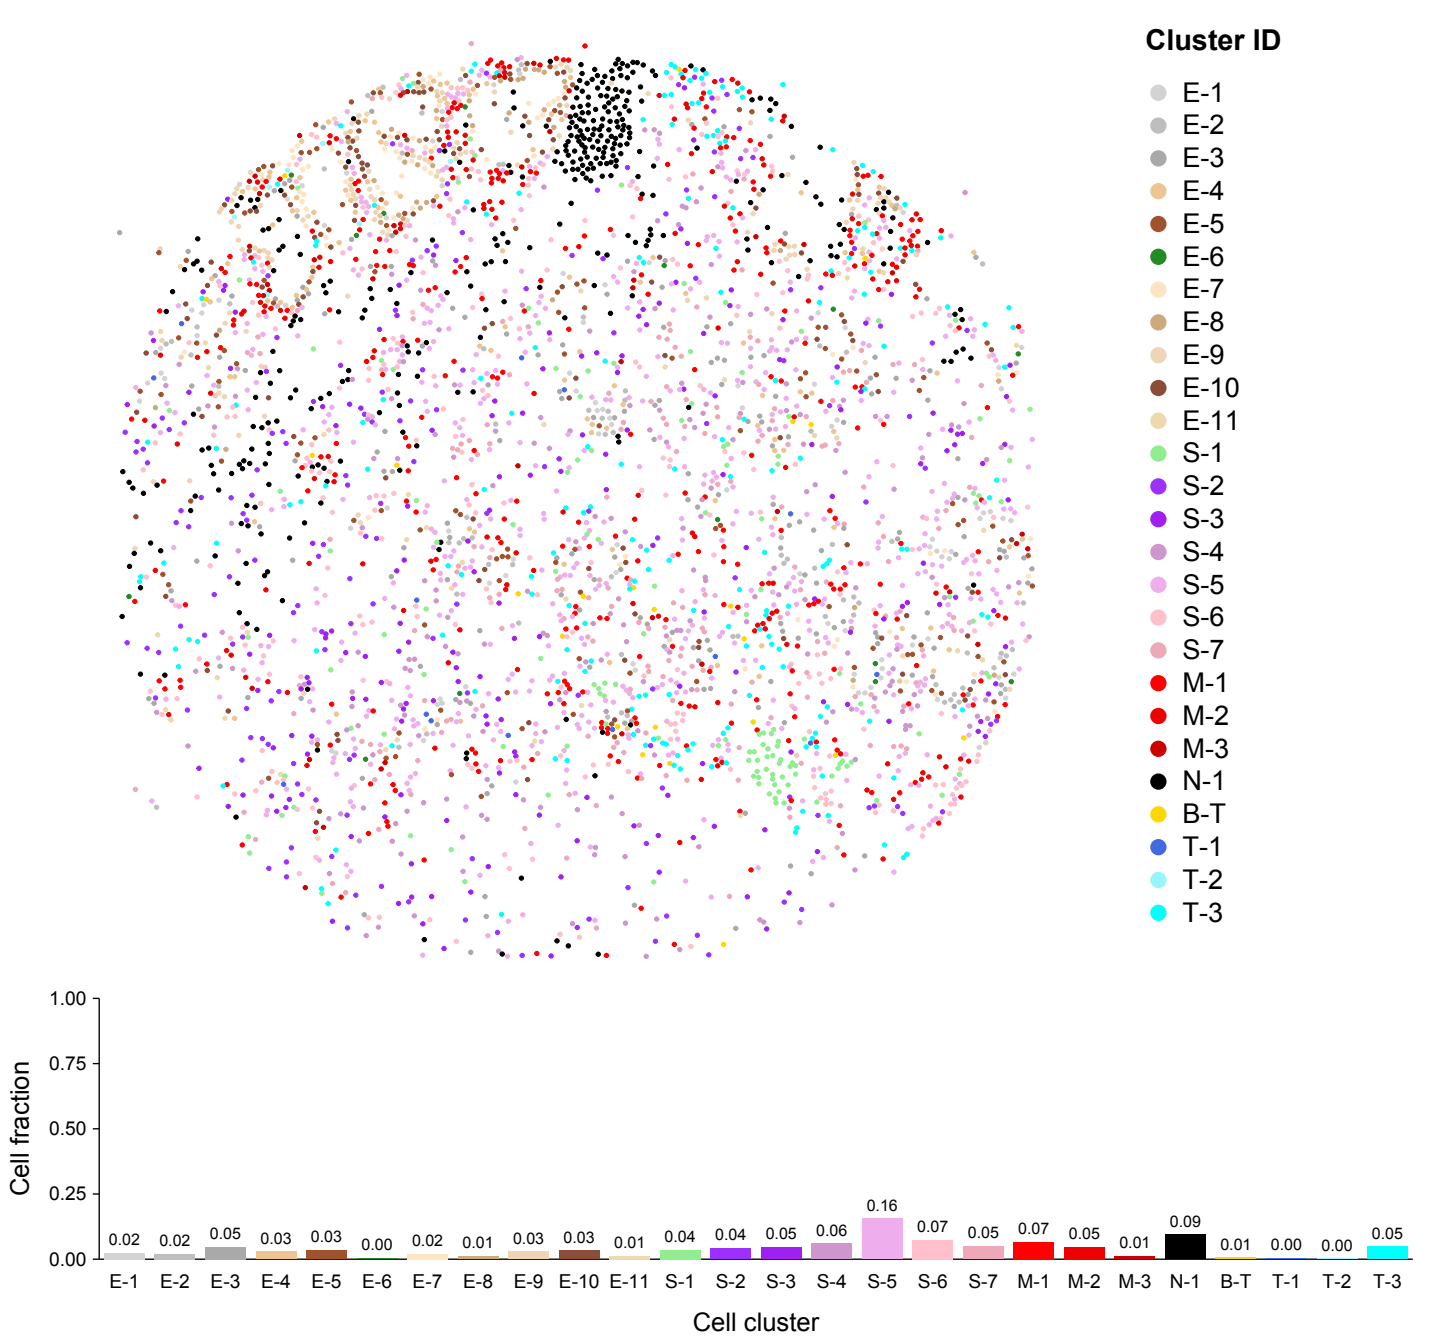 Cluster ID
E-1
E-2
E-3
E-4
E-5
E-6
E-7
E-8
E-9
E-10
E-11
S-1
S-2
S-3
S-4
S-5
S-6
S-7
M-1
M-2
M-3
N-1
B-T
T-1
T-2
T-3
1.00
0.75
0.50
0.25
0.00
Cell fraction
0.02 0.02 0.05 0.03 0.03 0.00 0.02 0.01 0.03 0.03 0.01 0.04 0.04 0.05 0.06 0.16 0.07 0.05 0.07 0.05 0.01 0.09 0.01 0.00 0.00 0.05
E-1 E-2 E-3 E-4 E-5 E-6 E-7 E-8 E-9 E-10 E-11 S-1 S-2 S-3 S-4 S-5 S-6 S-7 M-1 M-2 M-3 N-1 B-T T-1 T-2 T-3
Cell cluster